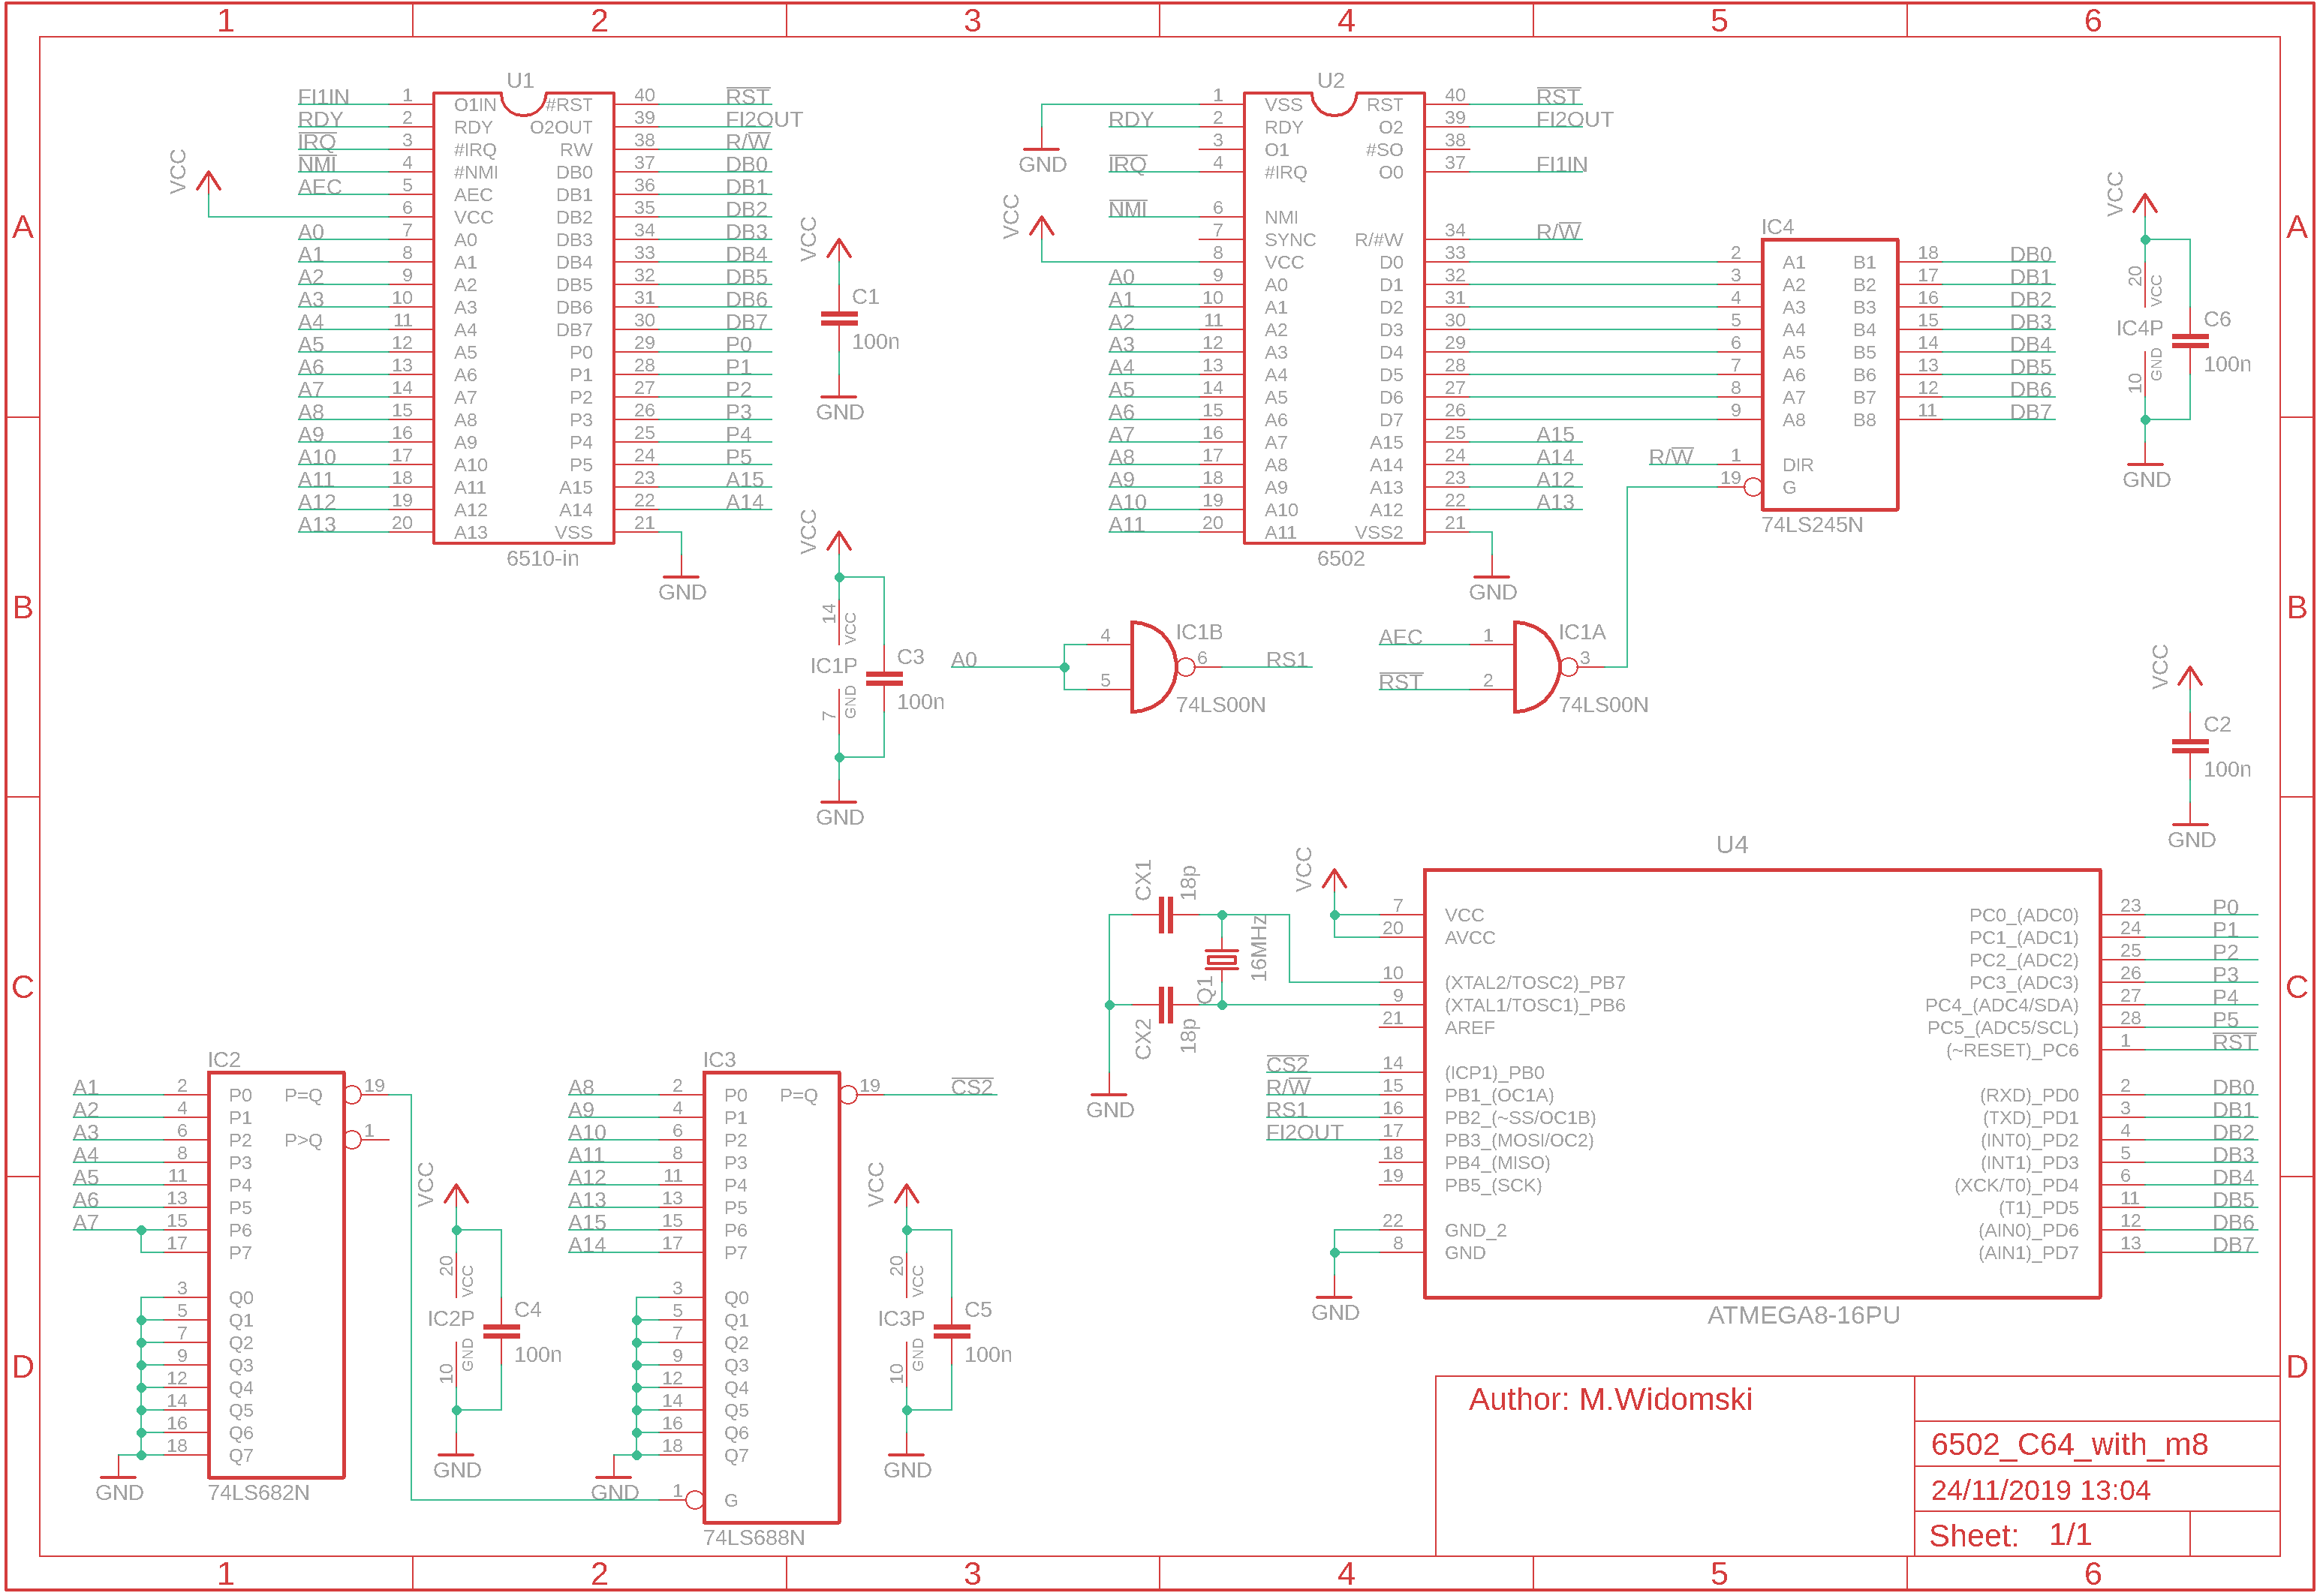 1 2 3 4 5 6
A A
B B
C C
D D
U1
FI1IN 1 O1IN #RST 40 RST
RDY 2 RDY O2OUT 39 FI2OUT
IRQ 3 #IRQ RW 38 R/W
NMI 4 #NMI DB0 37 DB0
AEC 5 AEC DB1 36 DB1
VCC 6 VCC DB2 35 DB2
A0 7 A0 DB3 34 DB3
A1 8 A1 DB4 33 DB4
A2 9 A2 DB5 32 DB5
A3 10 A3 DB6 31 DB6
A4 11 A4 DB7 30 DB7
A5 12 A5 P0 29 P0
A6 13 A6 P1 28 P1
A7 14 A7 P2 27 P2
A8 15 A8 P3 26 P3
A9 16 A9 P4 25 P4
A10 17 A10 P5 24 P5
A11 18 A11 A15 23 A15
A12 19 A12 A14 22 A14
A13 20 A13 VSS 21
6510-in
GND
VCC
C1
100n
GND
U2
1 VSS RST 40 RST
RDY 2 RDY O2 39 FI2OUT
3 O1 #SO 38
GND
IRQ 4 #IRQ O0 37 FI1IN
NMI 6 NMI
7 SYNC R/#W 34 R/W
VCC 8 VCC D0 33
A0 9 A0 D1 32
A1 10 A1 D2 31
A2 11 A2 D3 30
A3 12 A3 D4 29
A4 13 A4 D5 28
A5 14 A5 D6 27
A6 15 A6 D7 26
A7 16 A7 A15 25 A15
A8 17 A8 A14 24 A14
A9 18 A9 A13 23 A12
A10 19 A10 A12 22 A13
A11 20 A11 VSS2 21
6502
GND
IC4
2 A1 B1 18 DB0
3 A2 B2 17 DB1
4 A3 B3 16 DB2
5 A4 B4 15 DB3
6 A5 B5 14 DB4
7 A6 B6 13 DB5
8 A7 B7 12 DB6
9 A8 B8 11 DB7
R/W 1 DIR
19 G
74LS245N
VCC
20 VCC
IC4P
GND 10
C6
100n
GND
VCC
14 VCC
IC1P
GND 7
C3
100n
GND
A0 4 5 IC1B 6 RS1
74LS00N
AEC 1
RST 2
IC1A 3
74LS00N
VCC
C2
100n
GND
U4
CX1 18p
CX2 18p
Q1 16MHz
GND
VCC
7 VCC PC0_(ADC0) 23 P0
20 AVCC PC1_(ADC1) 24 P1
PC2_(ADC2) 25 P2
10 (XTAL2/TOSC2)_PB7 PC3_(ADC3) 26 P3
9 (XTAL1/TOSC1)_PB6 PC4_(ADC4/SDA) 27 P4
21 AREF PC5_(ADC5/SCL) 28 P5
(~RESET)_PC6 1 RST
CS2 14 (ICP1)_PB0
R/W 15 PB1_(OC1A) (RXD)_PD0 2 DB0
RS1 16 PB2_(~SS/OC1B) (TXD)_PD1 3 DB1
FI2OUT 17 PB3_(MOSI/OC2) (INT0)_PD2 4 DB2
18 PB4_(MISO) (INT1)_PD3 5 DB3
19 PB5_(SCK) (XCK/T0)_PD4 6 DB4
(T1)_PD5 11 DB5
22 GND_2 (AIN0)_PD6 12 DB6
8 GND (AIN1)_PD7 13 DB7
GND
ATMEGA8-16PU
IC2
A1 2 P0 P=Q 19
A2 4 P1
A3 6 P2 P>Q 1
A4 8 P3
A5 11 P4
A6 13 P5
A7 15 P6
17 P7
3 Q0
5 Q1
7 Q2
9 Q3
12 Q4
14 Q5
16 Q6
18 Q7
GND
74LS682N
VCC
20 VCC
IC2P
GND 10
C4
100n
GND
IC3
A8 2 P0 P=Q 19 CS2
A9 4 P1
A10 6 P2
A11 8 P3
A12 11 P4
A13 13 P5
A15 15 P6
A14 17 P7
3 Q0
5 Q1
7 Q2
9 Q3
12 Q4
14 Q5
16 Q6
18 Q7
GND
1 G
74LS688N
VCC
20 VCC
IC3P
GND 10
C5
100n
GND
Author: M.Widomski
6502_C64_with_m8
24/11/2019 13:04
Sheet: 1/1
1 2 3 4 5 6